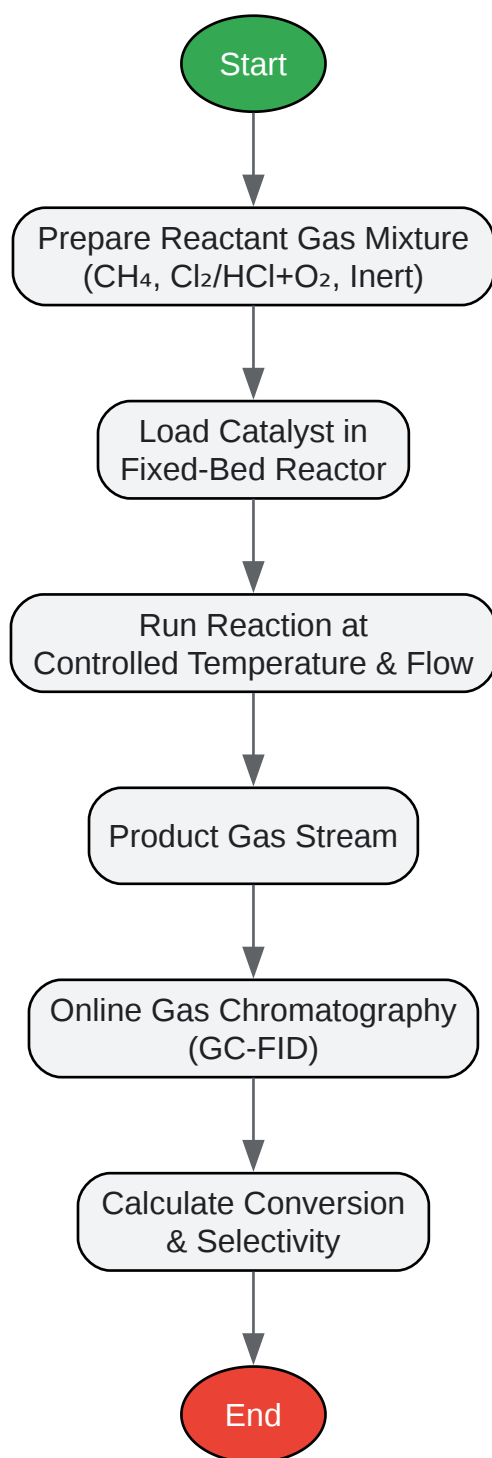 Start
Prepare Reactant Gas Mixture
(CH₄, Cl₂/HCl+O₂, Inert)
Load Catalyst in
Fixed-Bed Reactor
Run Reaction at
Controlled Temperature & Flow
Product Gas Stream
Online Gas Chromatography
(GC-FID)
Calculate Conversion
& Selectivity
End